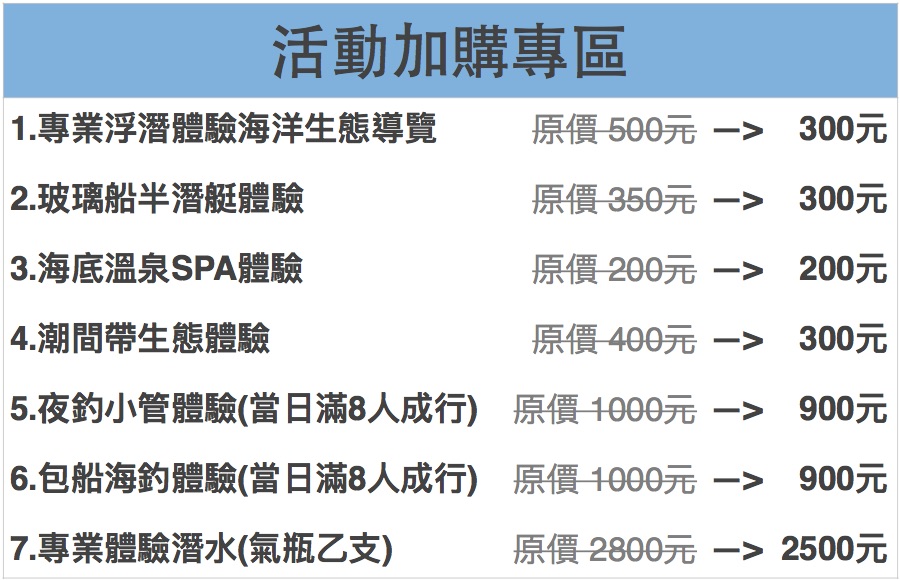 活動加購專區
1.專業浮潛體驗海洋生態導覽 原價 500元 —> 300元
2.玻璃船半潛艇體驗 原價 350元 —> 300元
3.海底溫泉SPA體驗 原價 200元 —> 200元
4.潮間帶生態體驗 原價 400元 —> 300元
5.夜釣小管體驗(當日滿8人成行) 原價 1000元 —> 900元
6.包船海釣體驗(當日滿8人成行) 原價 1000元 —> 900元
7.專業體驗潛水(氣瓶乙支) 原價 2800元 —> 2500元